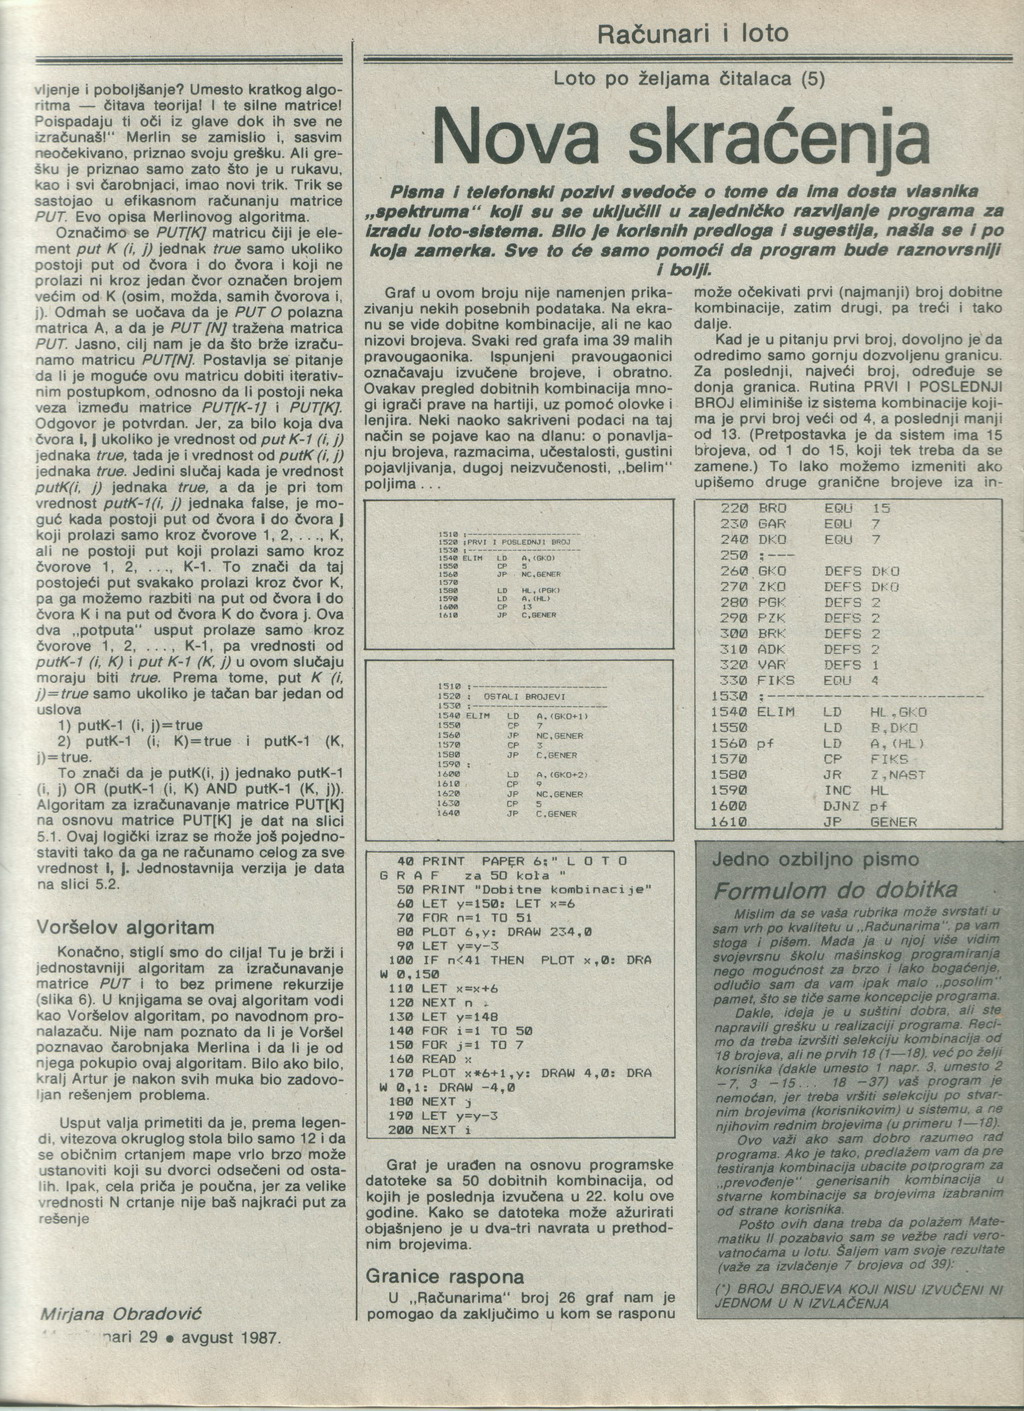 vljenje i poboljšanje? Umesto kratkog algo-
ritma — čitava teorija! I te silne matrice!
Poispadaju ti oči iz glave dok ih sve ne
izračunaš!" Merlin se zamislio i, sasvim
neočekivano, priznao svoju grešku. Ali gre-
šku je priznao samo zato što je u rukavu,
kao i svi čarobnjaci, imao novi trik. Trik se
sastojao u efikasnom računanju matrice
PUT. Evo opisa Merlinovog algoritma.
Označimo se PUT[K] matricu čiji je ele-
ment put K (i, j) jednak true samo ukoliko
postoji put od čvora i do čvora i koji ne
prolazi ni kroz jedan čvor označen brojem
većim od K (osim, možda, samih čvorova i,
j). Odmah se uočava da je PUT O polazna
matrica A, a da je PUT [N] tražena matrica
PUT. Jasno, cilj nam je da što brže izraču-
namo matricu PUT[N]. Postavlja se pitanje
da li je moguće ovu matricu dobiti iterativ-
nim postupkom, odnosno da li postoji neka
veza između matrice PUT[K-1] i PUT[K].
Odgovor je potvrdan. Jer, za bilo koja dva
čvora i, j ukoliko je vrednost od put K-1 (i, j)
jednaka true, tada je i vrednost od putK (i, j)
jednaka true. Jedini slučaj kada je vrednost
putK(i, j) jednaka true, a da je pri tom
vrednost putK-1(i, j) jednaka false, je mo-
guć kada postoji put od čvora i do čvora j
koji prolazi samo kroz čvorove 1, 2, . . ., K,
ali ne postoji put koji prolazi samo kroz
čvorove 1, 2, . . ., K-1. To znači da taj
postojeći put svakako prolazi kroz čvor K,
pa ga možemo razbiti na put od čvora i do
čvora K i na put od čvora K do čvora j. Ova
dva „potputa" usput prolaze samo kroz
čvorove 1, 2, . . ., K-1, pa vrednosti od
putK-1 (i, K) i put K-1 (K, j) u ovom slučaju
moraju biti true. Prema tome, put K (i,
j)=true samo ukoliko je tačan bar jedan od
uslova
1) putK-1 (i, j)=true
2) putK-1 (i, K)=true i putK-1 (K,
j)=true.
To znači da je putK(i, j) jednako putK-1
(i, j) OR (putK-1 (i, K) AND putK-1 (K, j)).
Algoritam za izračunavanje matrice PUT[K]
na osnovu matrice PUT[K] je dat na slici
5.1. Ovaj logički izraz se može još pojedno-
staviti tako da ga ne računamo celog za sve
vrednost i, j. Jednostavnija verzija je data
na slici 5.2.
Voršelov algoritam
Konačno, stigli smo do cilja! Tu je brži i
jednostavniji algoritam za izračunavanje
matrice PUT i to bez primene rekurzije
(slika 6). U knjigama se ovaj algoritam vodi
kao Voršelov algoritam, po navodnom pro-
nalazaču. Nije nam poznato da li je Voršel
poznavao čarobnjaka Merlina i da li je od
njega pokupio ovaj algoritam. Bilo ako bilo,
kralj Artur je nakon svih muka bio zadovo-
ljan rešenjem problema.
Usput valja primetiti da je, prema legen-
di, vitezova okruglog stola bilo samo 12 i da
se običnim crtanjem mape vrlo brzo može
ustanoviti koji su dvorci odsečeni od osta-
lih. Ipak, cela priča je poučna, jer za velike
vrednosti N crtanje nije baš najkraći put za
rešenje
Mirjana Obradović
nari 29 • avgust 1987.
Računari i loto
Loto po željama čitalaca (5)
Nova skraćenja
Pisma i telefonski pozivi svedoče o tome da ima dosta vlasnika
„spektruma" koji su se uključili u zajedničko razvijanje programa za
izradu loto-sistema. Bilo je korisnih predloga i sugestija, našla se i po
koja zamerka. Sve to će samo pomoći da program bude raznovrsniji
i bolji.
Graf u ovom broju nije namenjen prika-
zivanju nekih posebnih podataka. Na ekra-
nu se vide dobitne kombinacije, ali ne kao
nizovi brojeva. Svaki red grafa ima 39 malih
pravougaonika. Ispunjeni pravougaonici
označavaju izvučene brojeve, i obratno.
Ovakav pregled dobitnih kombinacija mno-
gi igrači prave na hartiji, uz pomoć olovke i
lenjira. Neki naoko sakriveni podaci na taj
način se pojave kao na dlanu: o ponavlja-
nju brojeva, razmacima, učestalosti, gustini
pojavljivanja, dugoj neizvučenosti, „belim"
poljima . . .
1510 ;--------------------
1520 ;PRVI I POSLEDNJI BROJ
1530 ;--------------------
1540 ELIM LD A,(GKO)
1550 CP 5
1560 JP NC,GENER
1570
1580 LD HL,(PGK)
1590 LD A,(HL)
1600 CP 13
1610 JP C,GENER
1510 ;--------------------
1520 ; OSTALI BROJEVI
1530 ;--------------------
1540 ELIM LD A,(GKO+1)
1550 CP 7
1560 JP NC,GENER
1570 CP 3
1580 JP C,GENER
1590 ;
1600 LD A,(GKO+2)
1610 CP 9
1620 JP NC,GENER
1630 CP 5
1640 JP C,GENER
40 PRINT PAPER 6;" L O T O
G R A F za 50 kola "
50 PRINT "Dobitne kombinacije"
60 LET y=150: LET x=6
70 FOR n=1 TO 51
80 PLOT 6,y: DRAW 234,0
90 LET y=y-3
100 IF n<41 THEN PLOT x,0: DRA
W 0,150
110 LET x=x+6
120 NEXT n
130 LET y=148
140 FOR i=1 TO 50
150 FOR j=1 TO 7
160 READ x
170 PLOT x*6+1,y: DRAW 4,0: DRA
W 0,1: DRAW -4,0
180 NEXT j
190 LET y=y-3
200 NEXT i
Graf je urađen na osnovu programske
datoteke sa 50 dobitnih kombinacija, od
kojih je poslednja izvučena u 22. kolu ove
godine. Kako se datoteka može ažurirati
objašnjeno je u dva-tri navrata u prethod-
nim brojevima.
Granice raspona
U „Računarima" broj 26 graf nam je
pomogao da zaključimo u kom se rasponu
može očekivati prvi (najmanji) broj dobitne
kombinacije, zatim drugi, pa treći i tako
dalje.
Kad je u pitanju prvi broj, dovoljno je da
odredimo samo gornju dozvoljenu granicu.
Za poslednji, najveći broj, određuje se
donja granica. Rutina PRVI I POSLEDNJI
BROJ eliminiše iz sistema kombinacije koji-
ma je prvi broj veći od 4, a poslednji manji
od 13. (Pretpostavka je da sistem ima 15
brojeva, od 1 do 15, koji tek treba da se
zamene.) To lako možemo izmeniti ako
upišemo druge granične brojeve iza in-
220 BRO EQU 15
230 GAR EQU 7
240 DKO EQU 7
250 ;---
260 GKO DEFS DKO
270 ZKO DEFS DKO
280 PGK DEFS 2
290 PZK DEFS 2
300 BRK DEFS 2
310 ADK DEFS 2
320 VAR DEFS 1
330 FIKS EQU 4
1530 ;--------------------
1540 ELIM LD HL,GKO
1550 LD B,DKO
1560 pf LD A,(HL)
1570 CP FIKS
1580 JR Z,NAST
1590 INC HL
1600 DJNZ pf
1610 JP GENER
Jedno ozbiljno pismo
Formulom do dobitka
Mislim da se vaša rubrika može svrstati u
sam vrh po kvalitetu u „Računarima", pa vam
stoga i pišem. Mada ja u njoj više vidim
svojevrsnu školu mašinskog programiranja
nego mogućnost za brzo i lako bogaćenje,
odlučio sam da vam ipak malo „posolim"
pamet, što se tiče same koncepcije programa.
Dakle, ideja je u suštini dobra, ali ste
napravili grešku u realizaciji programa. Reci-
mo da treba izvršiti selekciju kombinacija od
18 brojeva, ali ne prvih 18 (1—18), već po želji
korisnika (dakle umesto 1 napr. 3, umesto 2
– 7, 3 – 15. . . 18 – 37) vaš program je
nemoćan, jer treba vršiti selekciju po stvar-
nim brojevima (korisnikovim) u sistemu, a ne
njihovim rednim brojevima (u primeru 1—18).
Ovo važi ako sam dobro razumeo rad
programa. Ako je tako, predlažem vam da pre
testiranja kombinacija ubacite potprogram za
„prevođenje" generisanih kombinacija u
stvarne kombinacije sa brojevima izabranim
od strane korisnika.
Pošto ovih dana treba da polažem Mate-
matiku II pozabavio sam se vežbe radi vero-
vatnoćama u lotu. Šaljem vam svoje rezultate
(važe za izvlačenje 7 brojeva od 39):
(*) BROJ BROJEVA KOJI NISU IZVUČENI NI
JEDNOM U N IZVLAČENJA